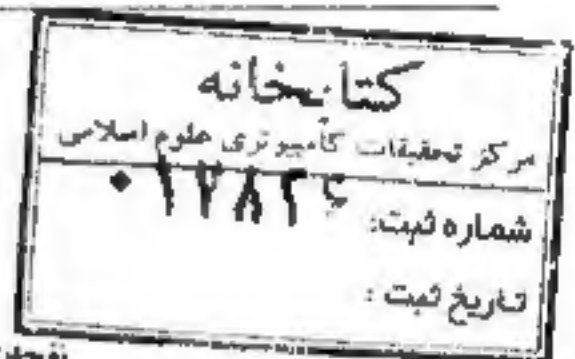 کتابخانه
مرکز تحقیقات کامپیوتری علوم اسلامی
شماره ثبت: ۰۱۲۸۲۶
تاریخ ثبت :